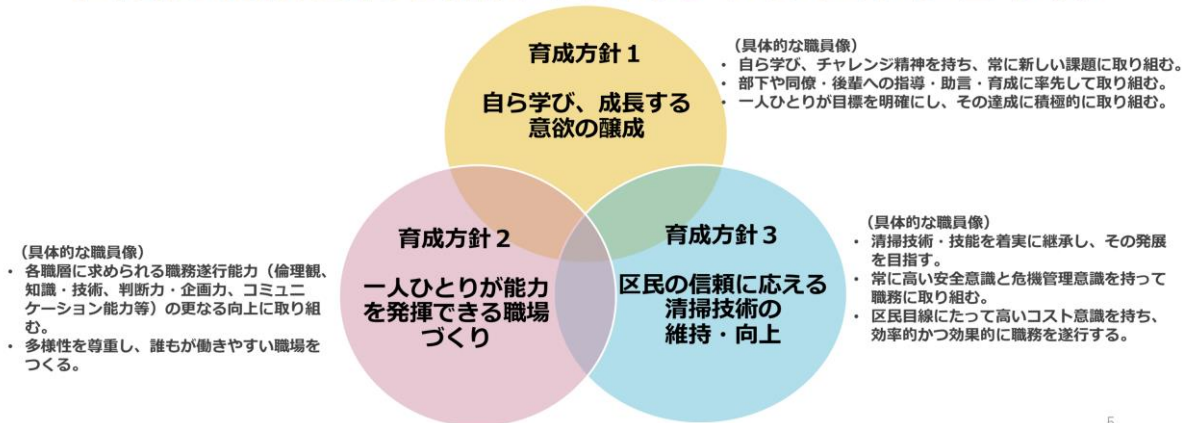 育成方針１
自ら学び、成長する
意欲の醸成
（具体的な職員像）
・ 自ら学び、チャレンジ精神を持ち、常に新しい課題に取り組む。
・ 部下や同僚・後輩への指導・助言・育成に率先して取り組む。
・ 一人ひとりが目標を明確にし、その達成に積極的に取り組む。
（具体的な職員像）
・ 各職層に求められる職務遂行能力（倫理観、
知識・技術、判断力・企画力、コミュニ
ケーション能力等）の更なる向上に取り組
む。
・ 多様性を尊重し、誰もが働きやすい職場を
つくる。
育成方針２
一人ひとりが能力
を発揮できる職場
づくり
育成方針３
区民の信頼に応える
清掃技術の
維持・向上
（具体的な職員像）
・ 清掃技術・技能を着実に継承し、その発展
を目指す。
・ 常に高い安全意識と危機管理意識を持って
職務に取り組む。
・ 区民目線にたって高いコスト意識を持ち、
効率的かつ効果的に職務を遂行する。